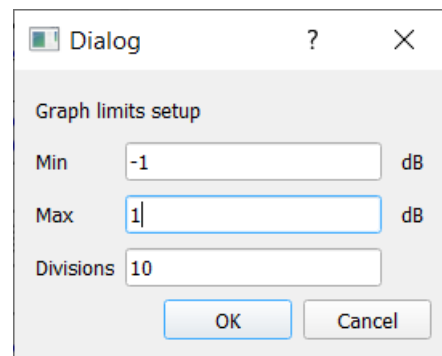 Dialog ?
Graph limits setup
Min -1 dB
Max 1 dB
Divisions 10
OK Cancel